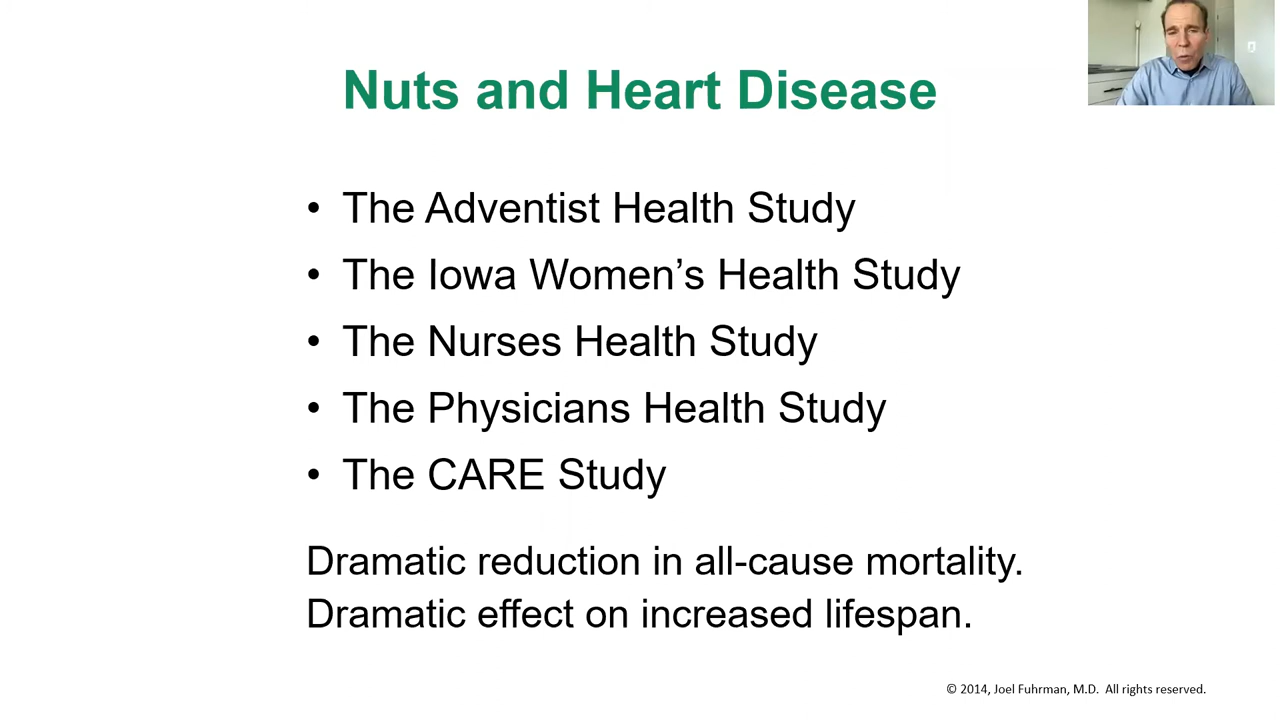 Nuts and Heart Disease
• The Adventist Health Study
• The Iowa Women’s Health Study
• The Nurses Health Study
• The Physicians Health Study
• The CARE Study
Dramatic reduction in all-cause mortality.
Dramatic effect on increased lifespan.
© 2014, Joel Fuhrman, M.D. All rights reserved.